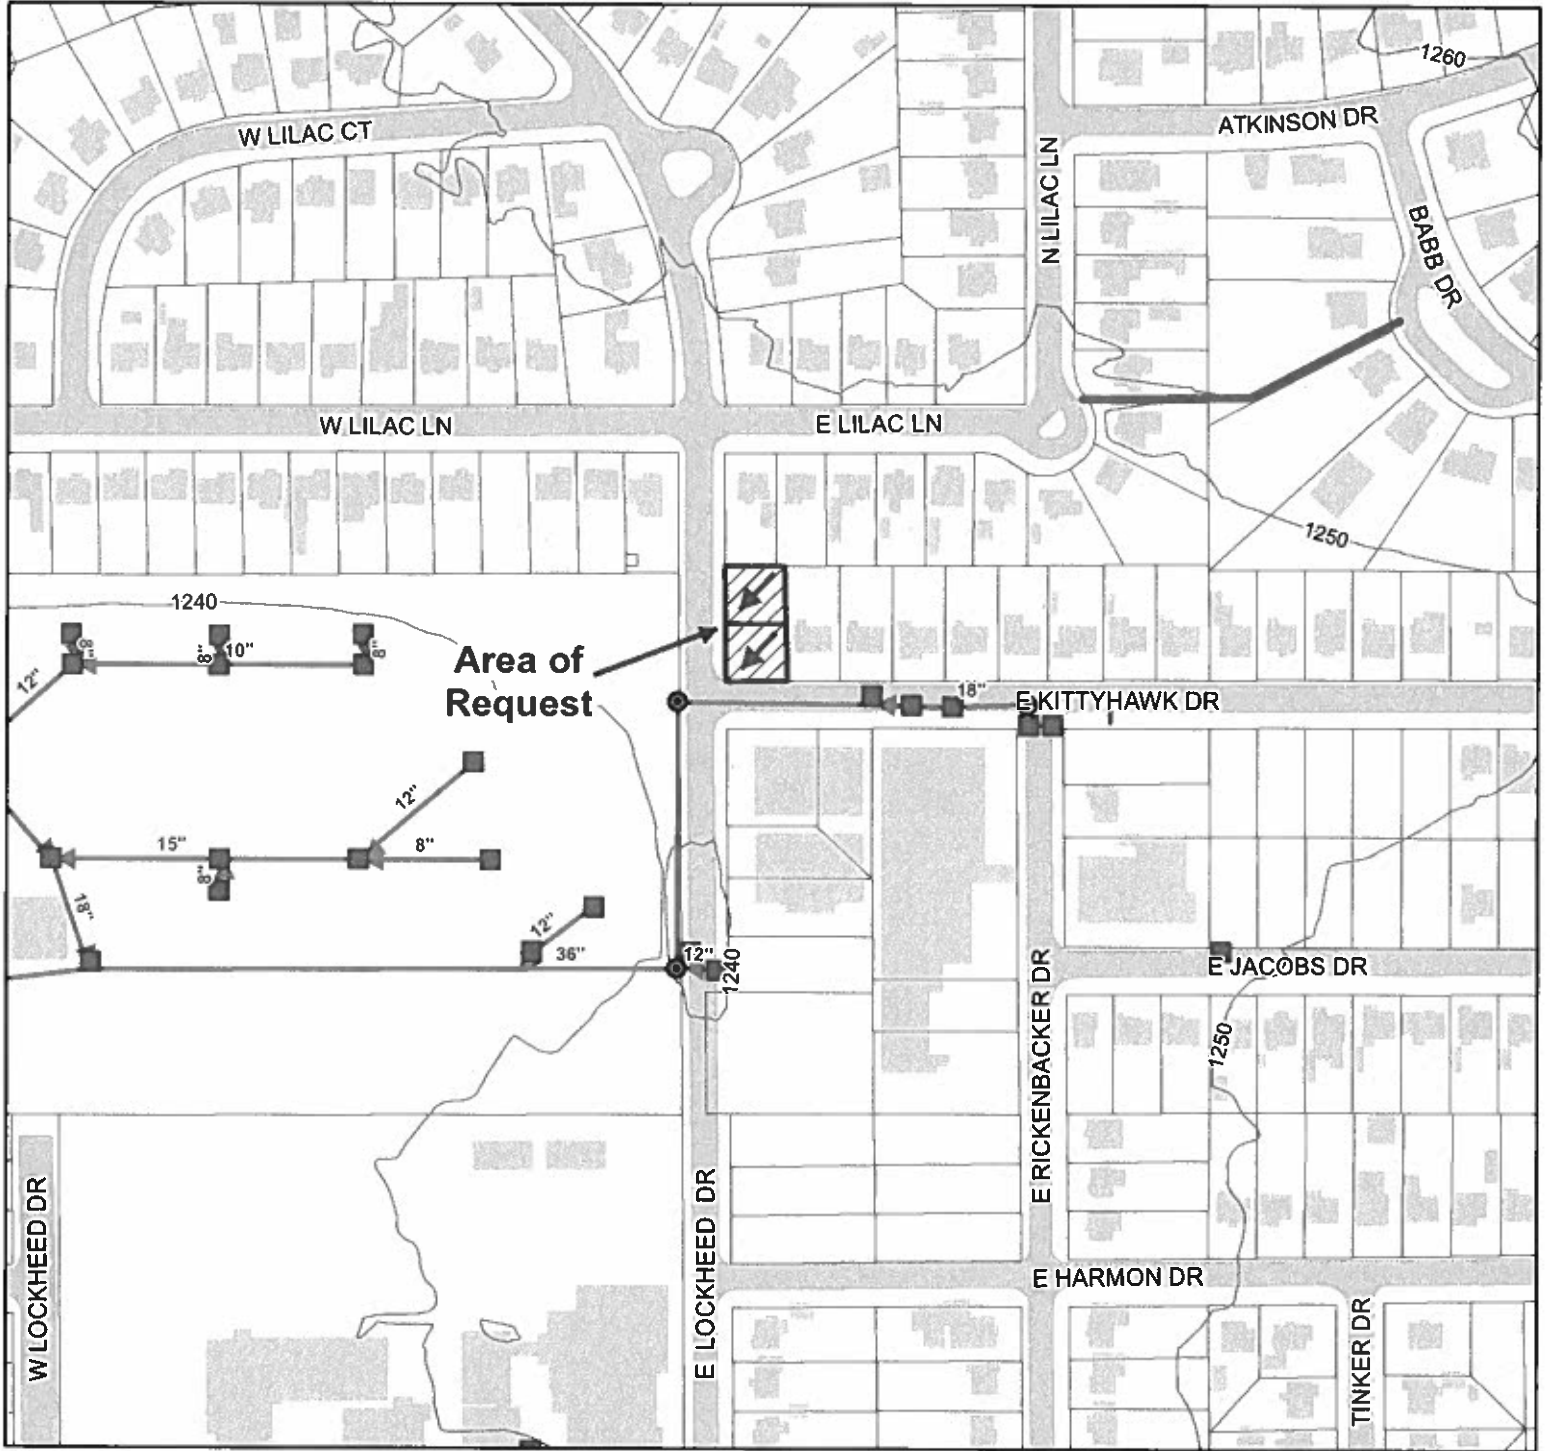 1260
W LILAC CT
ATKINSON DR
N LILAC LN
BABB DR
W LILAC LN
E LILAC LN
1250
1240
8"
8"
10"
8"
12"
Area of
Request
18"
E KITTYHAWK DR
12"
15"
8"
8"
18"
12"
36"
12"
1240
E JACOBS DR
E RICKENBACKER DR
1250
W LOCKHEED DR
E LOCKHEED DR
E HARMON DR
TINKER DR